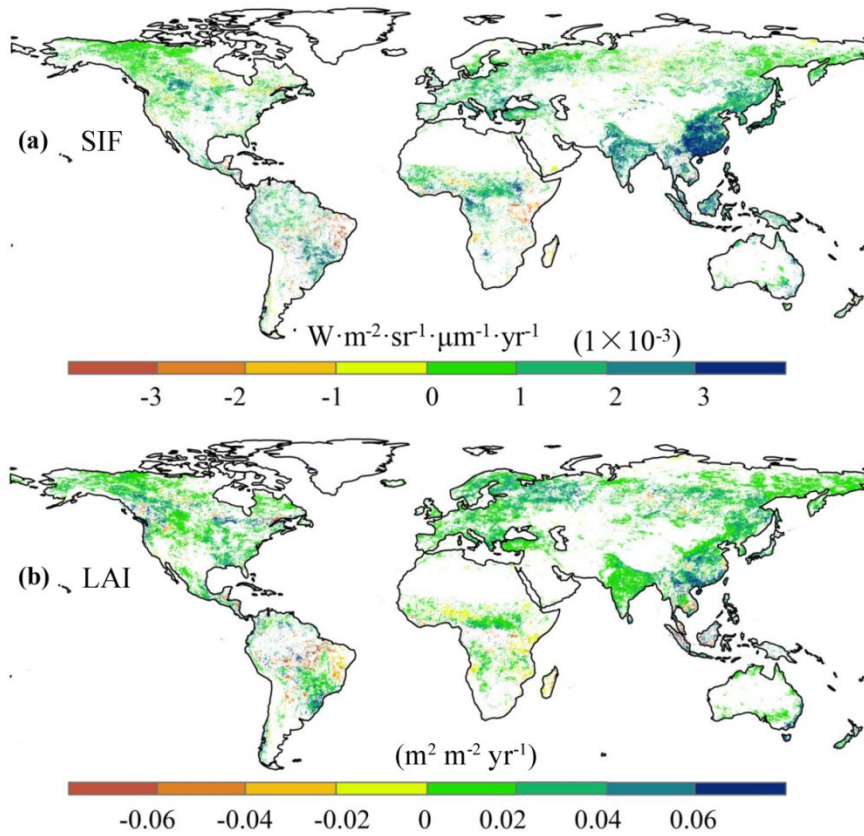 (a) SIF
W·m⁻²·sr⁻¹·µm⁻¹·yr⁻¹ (1×10⁻³)
-3 -2 -1 0 1 2 3
(b) LAI
(m² m⁻² yr⁻¹)
-0.06 -0.04 -0.02 0 0.02 0.04 0.06